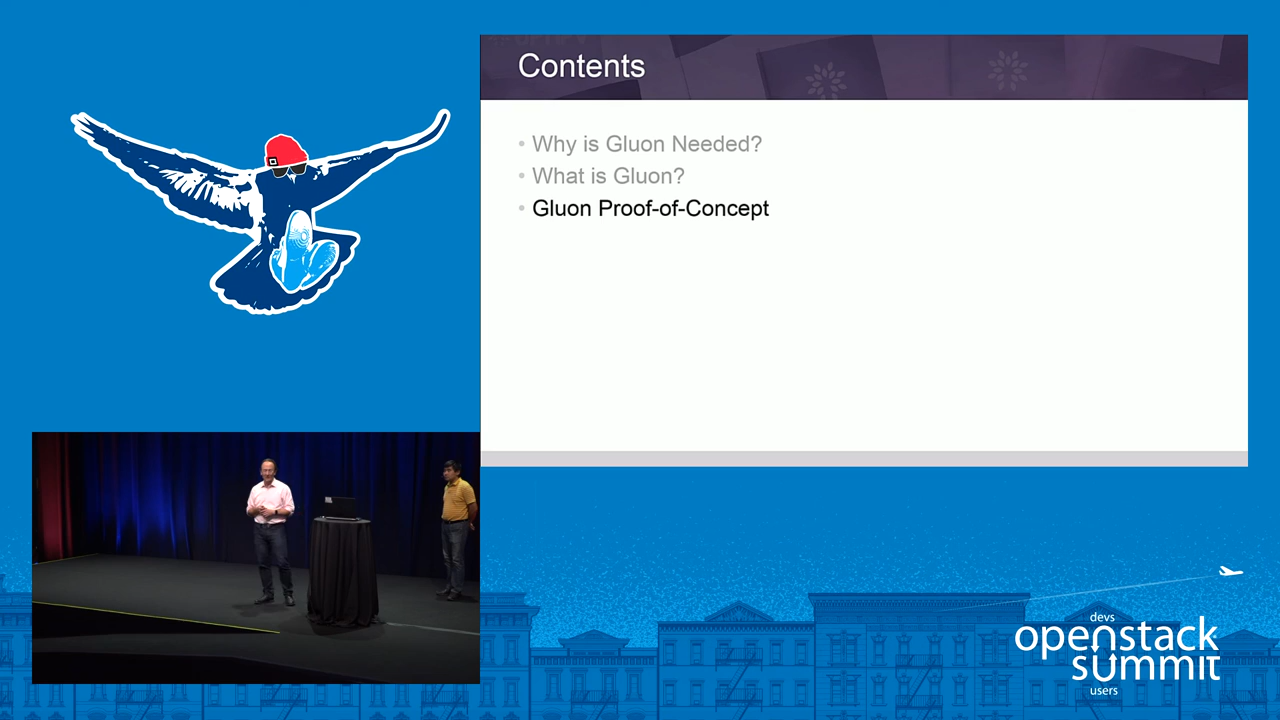 Contents
• Why is Gluon Needed?
• What is Gluon?
• Gluon Proof-of-Concept
devs
openstack
summit
users